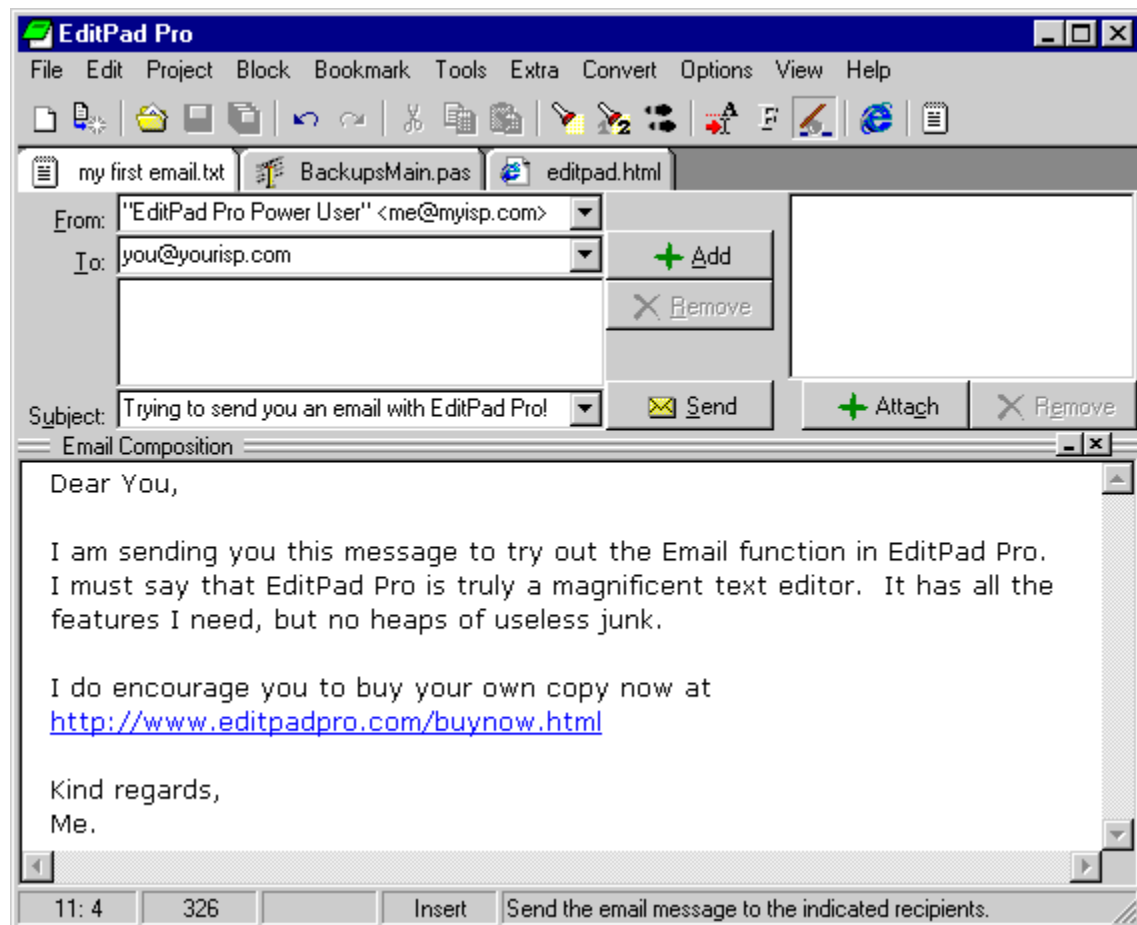 EditPad Pro
File Edit Project Block Bookmark Tools Extra Convert Options View Help
my first email.txt BackupsMain.pas editpad.html
From: "EditPad Pro Power User" <me@myisp.com>
To: you@yourisp.com
Add
Remove
Subject: Trying to send you an email with EditPad Pro! Send Attach Remove
Email Composition
Dear You,
I am sending you this message to try out the Email function in EditPad Pro.
I must say that EditPad Pro is truly a magnificent text editor.  It has all the
features I need, but no heaps of useless junk.
I do encourage you to buy your own copy now at
http://www.editpadpro.com/buynow.html
Kind regards,
Me.
11: 4 326 Insert Send the email message to the indicated recipients.